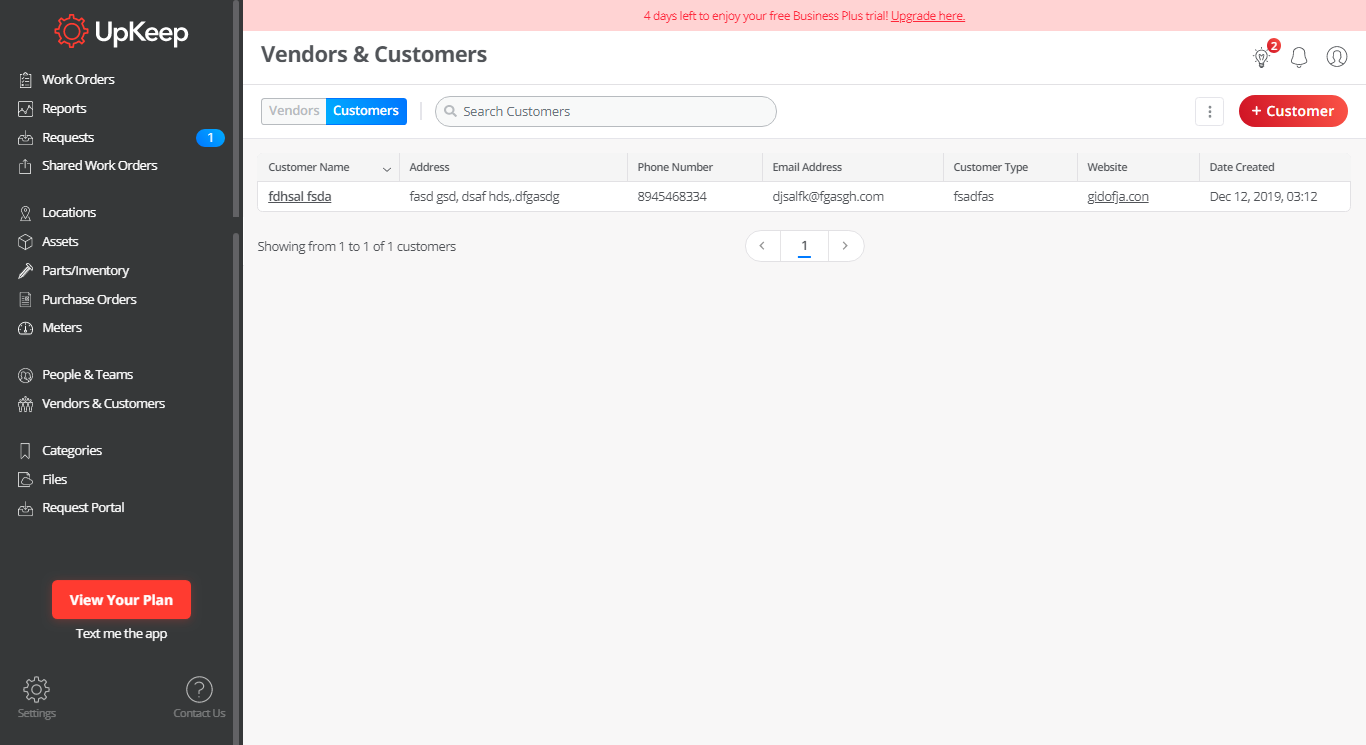 4 days left to enjoy your free Business Plus trial! Upgrade here.
UpKeep
Work Orders
Reports
Requests 1
Shared Work Orders
Locations
Assets
Parts/Inventory
Purchase Orders
Meters
People & Teams
Vendors & Customers
Categories
Files
Request Portal
View Your Plan
Text me the app
Settings Contact Us
Vendors & Customers 2
Vendors Customers Search Customers + Customer
Customer Name Address Phone Number Email Address Customer Type Website Date Created
fdhsal fsda fasd gsd, dsaf hds,.dfgasdg 8945468334 djsalfk@fgasgh.com fsadfas gidofja.con Dec 12, 2019, 03:12
Showing from 1 to 1 of 1 customers 1